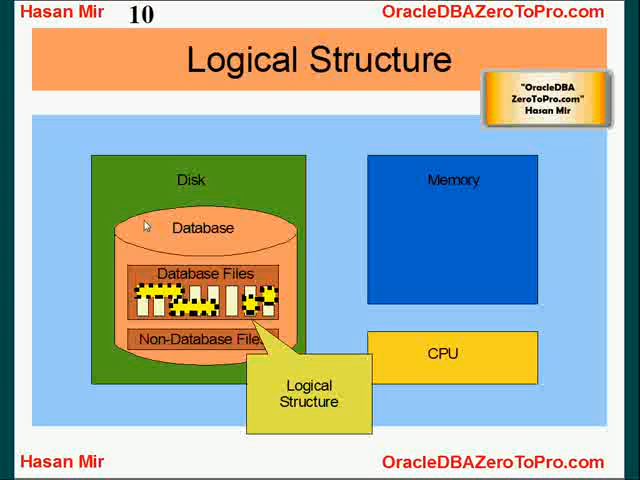 Hasan Mir
10
OracleDBAZeroToPro.com
Logical Structure
"OracleDBA
ZeroToPro.com"
Hasan Mir
Disk
Memory
Database
Database Files
Non-Database File
CPU
Logical
Structure
Hasan Mir
OracleDBAZeroToPro.com